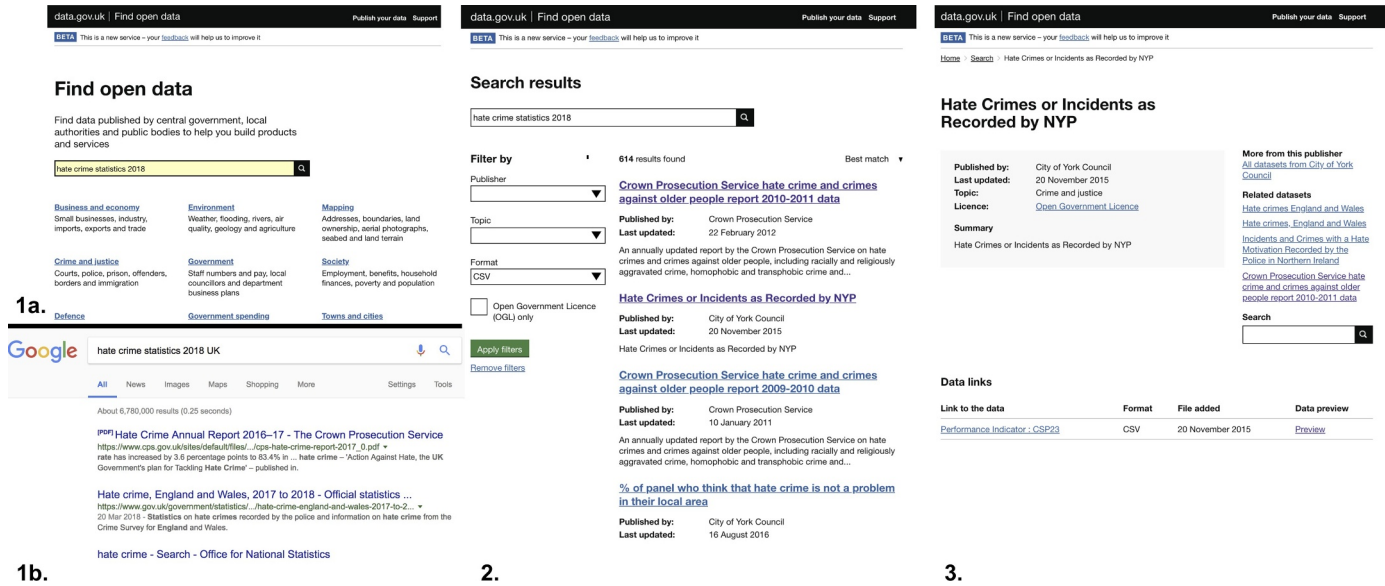 data.gov.uk | Find open data
Publish your data Support
BETA This is a new service – your feedback will help us to improve it
Find open data
Find data published by central government, local
authorities and public bodies to help you build products
and services
hate crime statistics 2018
Business and economy
Small businesses, industry,
imports, exports and trade
Environment
Weather, flooding, rivers, air
quality, geology and agriculture
Mapping
Addresses, boundaries, land
ownership, aerial photographs,
seabed and land terrain
Crime and justice
Courts, police, prison, offenders,
borders and immigration
Government
Staff numbers and pay, local
councillors and department
business plans
Society
Employment, benefits, household
finances, poverty and population
Defence
Government spending
Towns and cities
1a.
Google
hate crime statistics 2018 UK
All News Images Maps Shopping More Settings Tools
About 6,780,000 results (0.25 seconds)
[PDF] Hate Crime Annual Report 2016–17 - The Crown Prosecution Service
https://www.cps.gov.uk/sites/default/files/.../cps-hate-crime-report-2017_0.pdf
rate has increased by 3.6 percentage points to 83.4% in ... hate crime – 'Action Against Hate, the UK
Government's plan for Tackling Hate Crime' – published in.
Hate crime, England and Wales, 2017 to 2018 - Official statistics ...
https://www.gov.uk/government/statistics/.../hate-crime-england-and-wales-2017-to-2...
20 Mar 2018 - Statistics on hate crimes recorded by the police and information on hate crime from the
Crime Survey for England and Wales.
hate crime - Search - Office for National Statistics
1b.
data.gov.uk | Find open data
Publish your data Support
BETA This is a new service – your feedback will help us to improve it
Search results
hate crime statistics 2018
Filter by
Publisher
Topic
Format
CSV
Open Government Licence
(OGL) only
Apply filters
Remove filters
614 results found
Best match
Crown Prosecution Service hate crime and crimes
against older people report 2010-2011 data
Published by: Crown Prosecution Service
Last updated: 22 February 2012
An annually updated report by the Crown Prosecution Service on hate
crimes and crimes against older people, including racially and religiously
aggravated crime, homophobic and transphobic crime and...
Hate Crimes or Incidents as Recorded by NYP
Published by: City of York Council
Last updated: 20 November 2015
Hate Crimes or Incidents as Recorded by NYP
Crown Prosecution Service hate crime and crimes
against older people report 2009-2010 data
Published by: Crown Prosecution Service
Last updated: 10 January 2011
An annually updated report by the Crown Prosecution Service on hate
crimes and crimes against older people, including racially and religiously
aggravated crime, homophobic and transphobic crime and...
% of panel who think that hate crime is not a problem
in their local area
Published by: City of York Council
Last updated: 16 August 2016
2.
data.gov.uk | Find open data
Publish your data Support
BETA This is a new service – your feedback will help us to improve it
Home > Search > Hate Crimes or Incidents as Recorded by NYP
Hate Crimes or Incidents as
Recorded by NYP
Published by: City of York Council
Last updated: 20 November 2015
Topic: Crime and justice
Licence: Open Government Licence
Summary
Hate Crimes or Incidents as Recorded by NYP
More from this publisher
All datasets from City of York
Council
Related datasets
Hate crimes England and Wales
Hate crimes, England and Wales
Incidents and Crimes with a Hate
Motivation Recorded by the
Police in Northern Ireland
Crown Prosecution Service hate
crime and crimes against older
people report 2010-2011 data
Search
Data links
Link to the data Format File added Data preview
Performance Indicator : CSP23 CSV 20 November 2015 Preview
3.